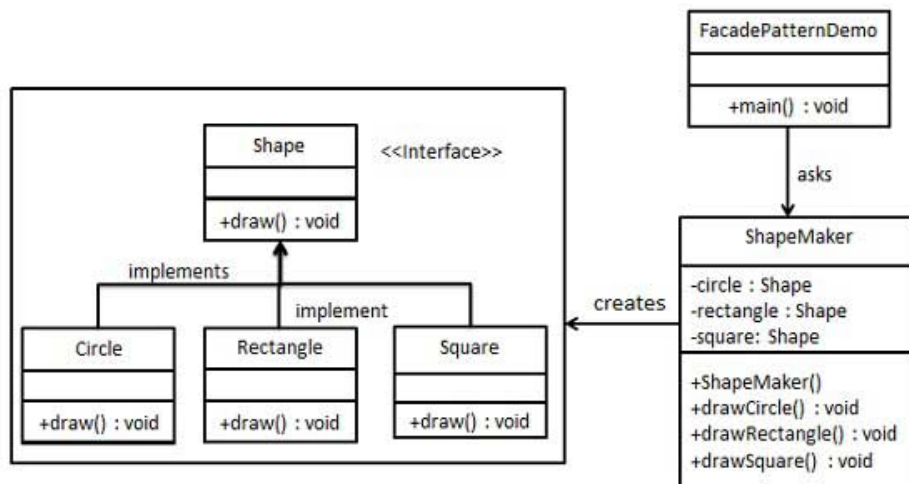 FacadePatternDemo
+main() : void
asks
Shape
<<Interface>>
+draw() : void
implements
implement
Circle
+draw() : void
Rectangle
+draw() : void
Square
+draw() : void
creates
ShapeMaker
-circle : Shape
-rectangle : Shape
-square: Shape
+ShapeMaker()
+drawCircle() : void
+drawRectangle() : void
+drawSquare() : void